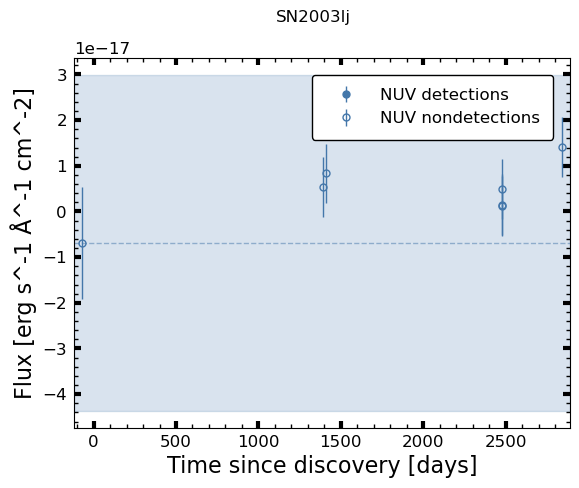 SN2003lj
1e−17
NUV detections
NUV nondetections
3
2
1
0
−1
−2
−3
−4
Flux [erg s^-1 Å^-1 cm^-2]
0
500
1000
1500
2000
2500
Time since discovery [days]